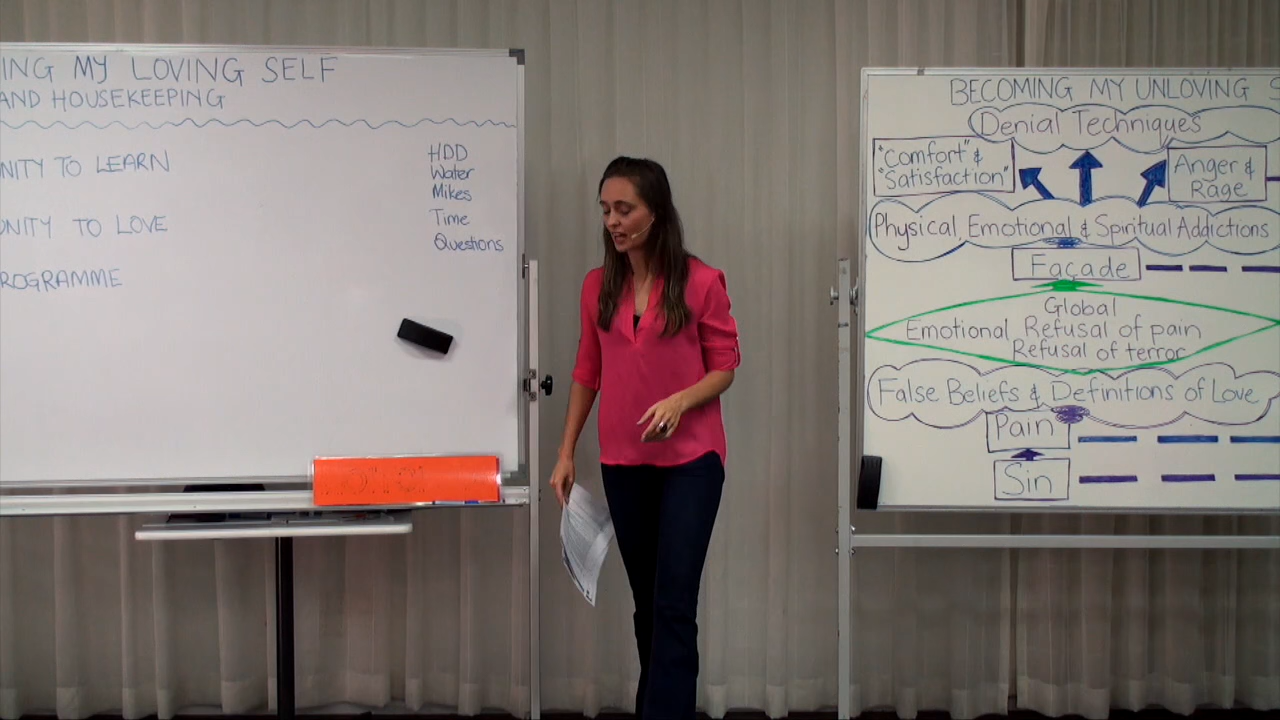 ING MY LOVING SELF
AND HOUSEKEEPING
NITY TO LEARN
NITY TO LOVE
ROGRAMME
HDD
Water
Mikes
Time
Questions
BECOMING MY UNLOVING S
Denial Techniques
"Comfort" &
"Satisfaction"
Anger &
Rage
Physical, Emotional & Spiritual Addictions
Façade
Global
Emotional Refusal of pain
Refusal of terror
False Beliefs & Definitions of Love
Pain
Sin